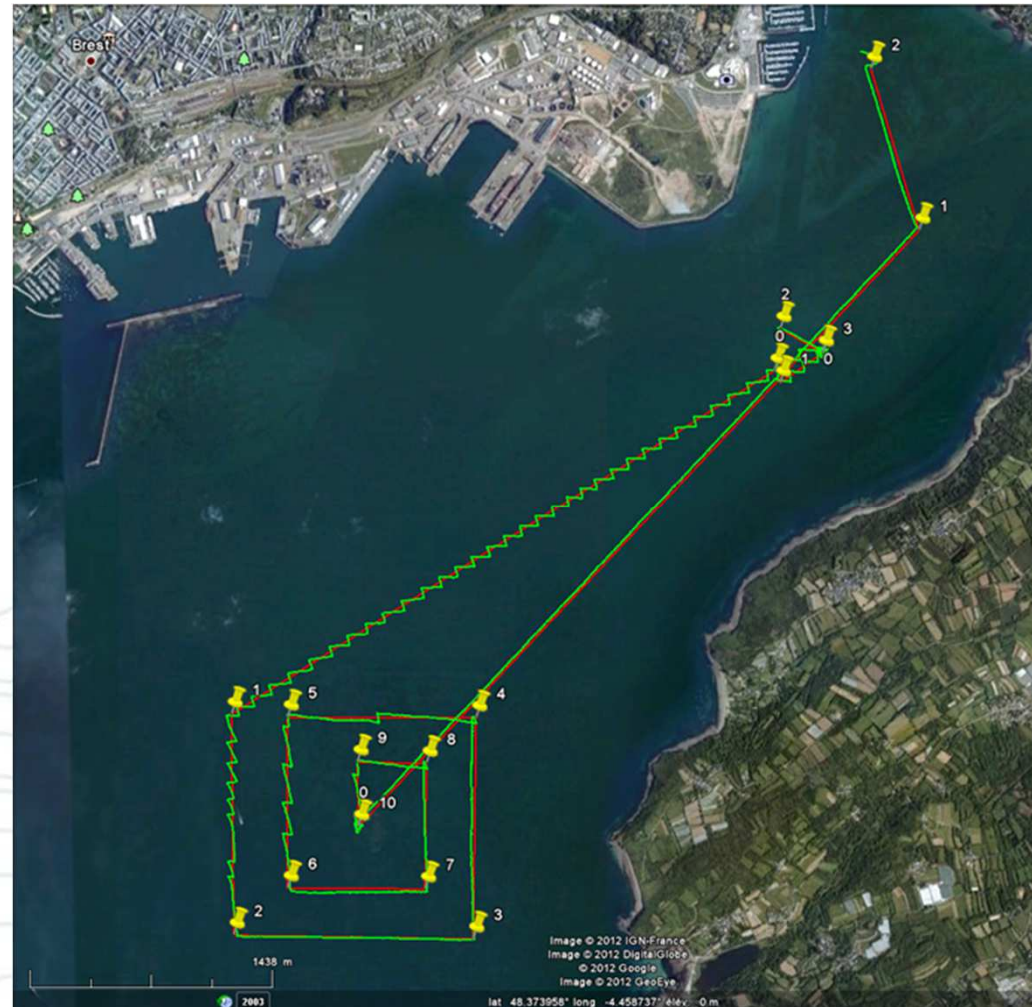 Brest
2
1
2
3
0
1
0
1
5
4
9
8
0
10
6
7
2
3
Image © 2012 IGN-France
Image © 2012 DigitalGlobe
© 2012 Google
Image © 2012 GeoEye
1438 m
2003
lat 48.373958° long -4.458737° élev 0 m